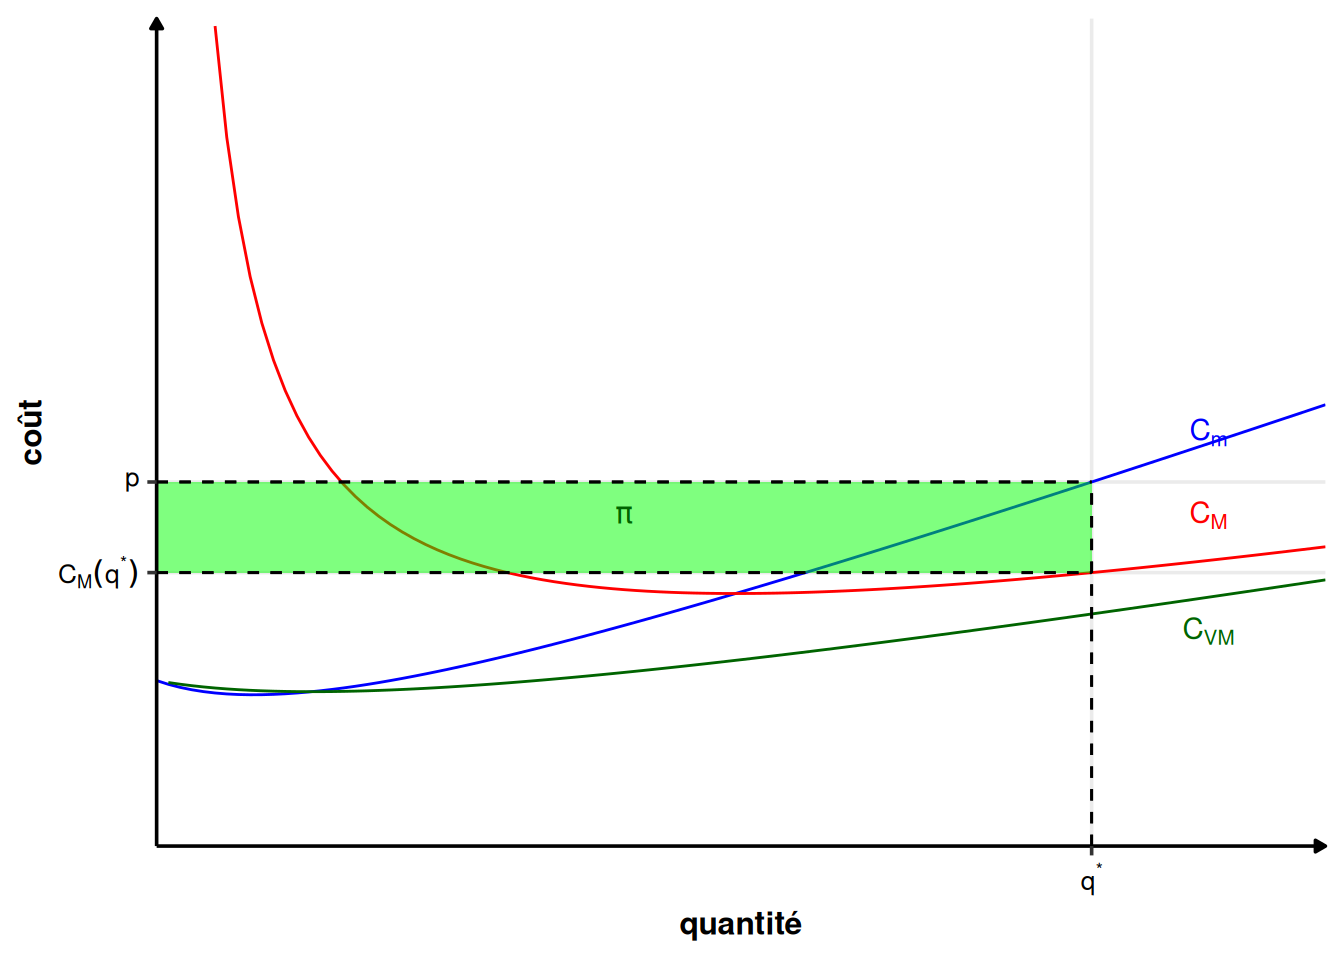 coût
C_m
p
C_M
π
C_M(q*)
C_VM
q*
quantité